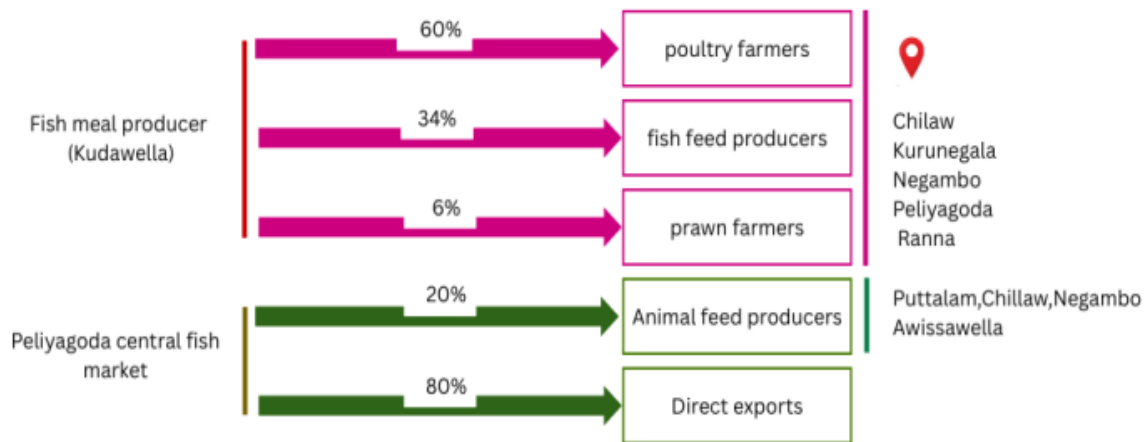 Fish meal producer
(Kudawella)
60%
poultry farmers
34%
fish feed producers
6%
prawn farmers
Chilaw
Kurunegala
Negambo
Peliyagoda
Ranna
Peliyagoda central fish
market
20%
Animal feed producers
80%
Direct exports
Puttalam,Chillaw,Negambo
Awissawella